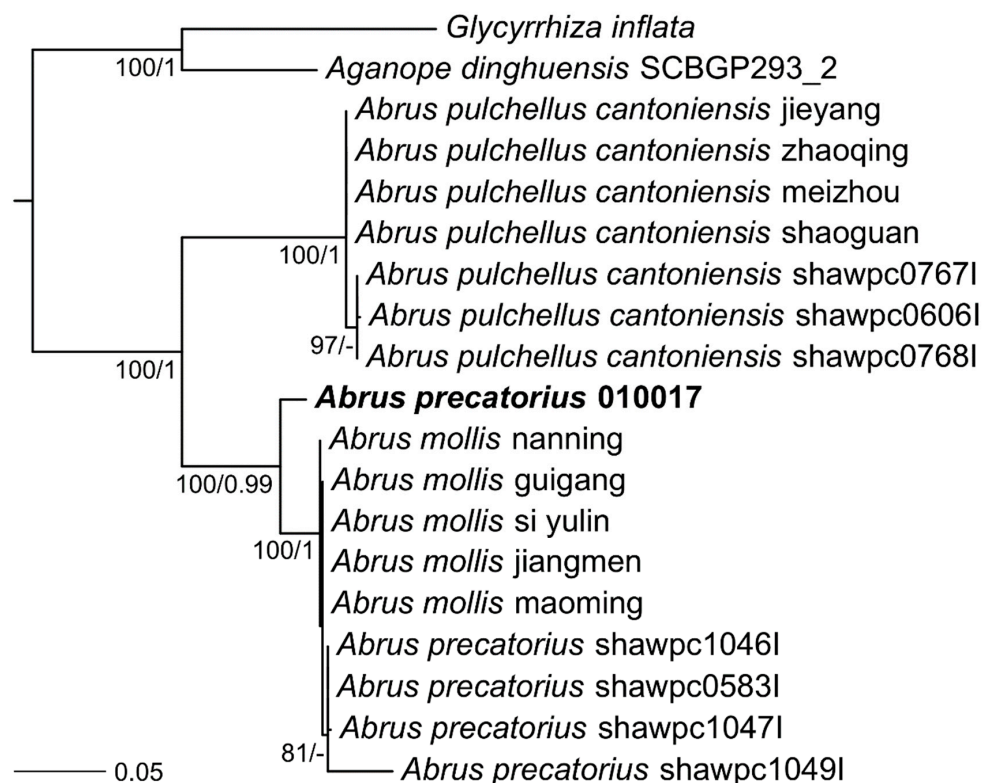 Glycyrrhiza inflata
100/1
Aganope dinghuensis SCBGP293_2
Abrus pulchellus cantoniensis jieyang
Abrus pulchellus cantoniensis zhaoqing
Abrus pulchellus cantoniensis meizhou
Abrus pulchellus cantoniensis shaoguan
100/1
Abrus pulchellus cantoniensis shawpc0767I
Abrus pulchellus cantoniensis shawpc0606I
97/-
Abrus pulchellus cantoniensis shawpc0768I
100/1
Abrus precatorius 010017
Abrus mollis nanning
100/0.99
Abrus mollis guigang
Abrus mollis si yulin
100/1
Abrus mollis jiangmen
Abrus mollis maoming
Abrus precatorius shawpc1046I
Abrus precatorius shawpc0583I
Abrus precatorius shawpc1047I
81/-
Abrus precatorius shawpc1049I
0.05